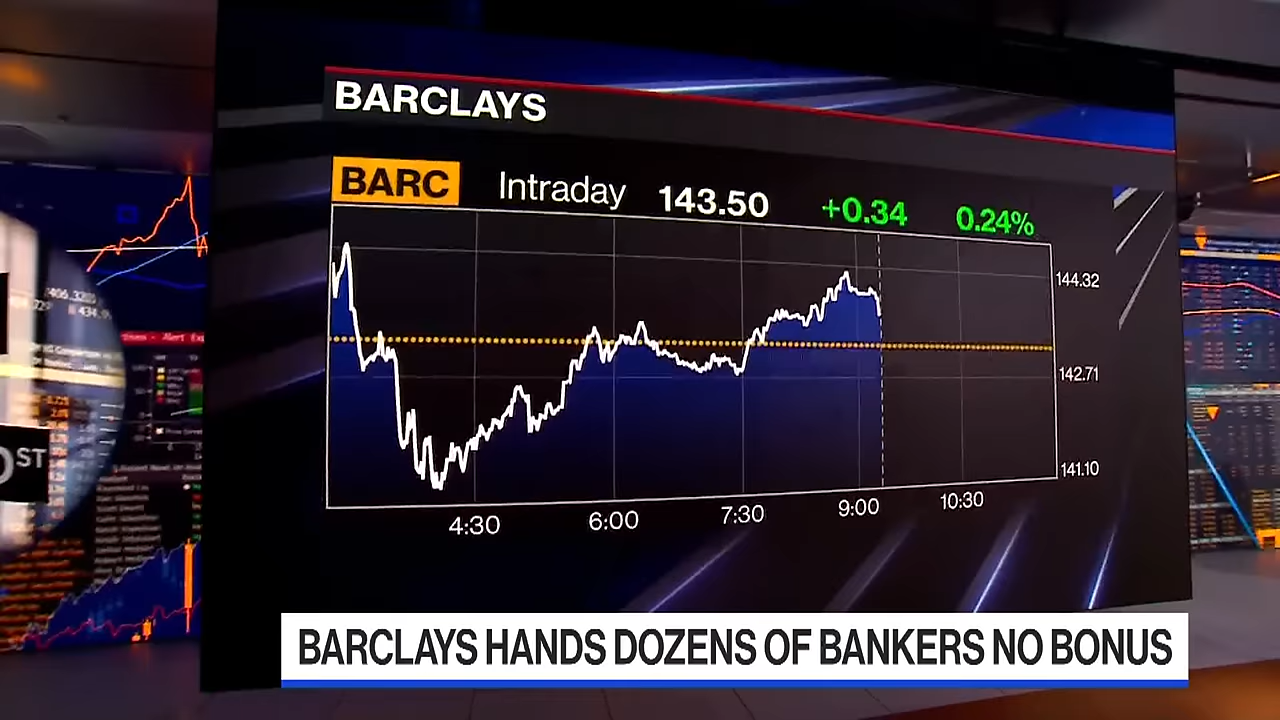 BARCLAYS
BARC Intraday 143.50 +0.34 0.24%
144.32
142.71
141.10
4:30 6:00 7:30 9:00 10:30
ST
BARCLAYS HANDS DOZENS OF BANKERS NO BONUS